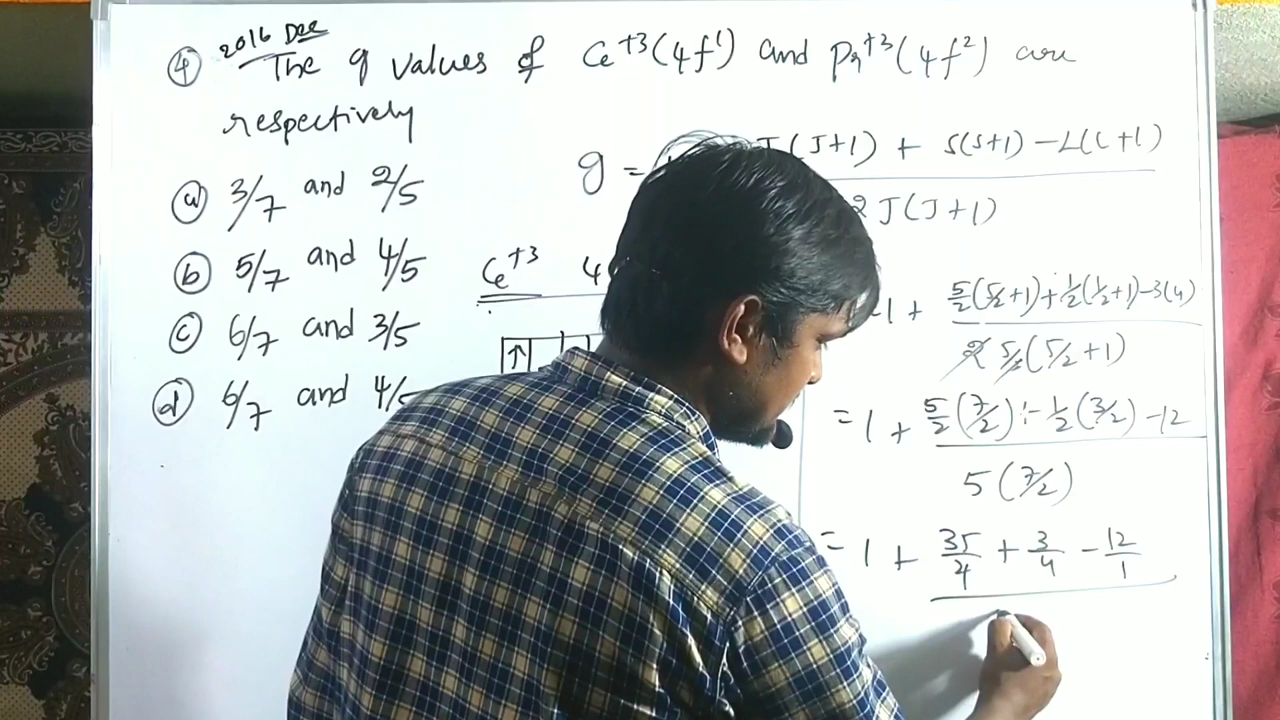 ④ 2016 Dec
The g values of Ce⁺³(4f¹) and Pr⁺³(4f²) are
respectively
ⓐ 3/7 and 2/5
ⓑ 5/7 and 4/5
ⓒ 6/7 and 3/5
ⓓ 6/7 and 4/5
g = J(J+1) + S(S+1) - L(L+1)
2J(J+1)
Ce⁺³ 4
↑
1 + 5/2(5/2+1) + 1/2(1/2+1) - 3(4)
2 5/2(5/2+1)
= 1 + 5/2(7/2) + 1/2(3/2) - 12
5(7/2)
= 1 + 35/4 + 3/4 - 12/1